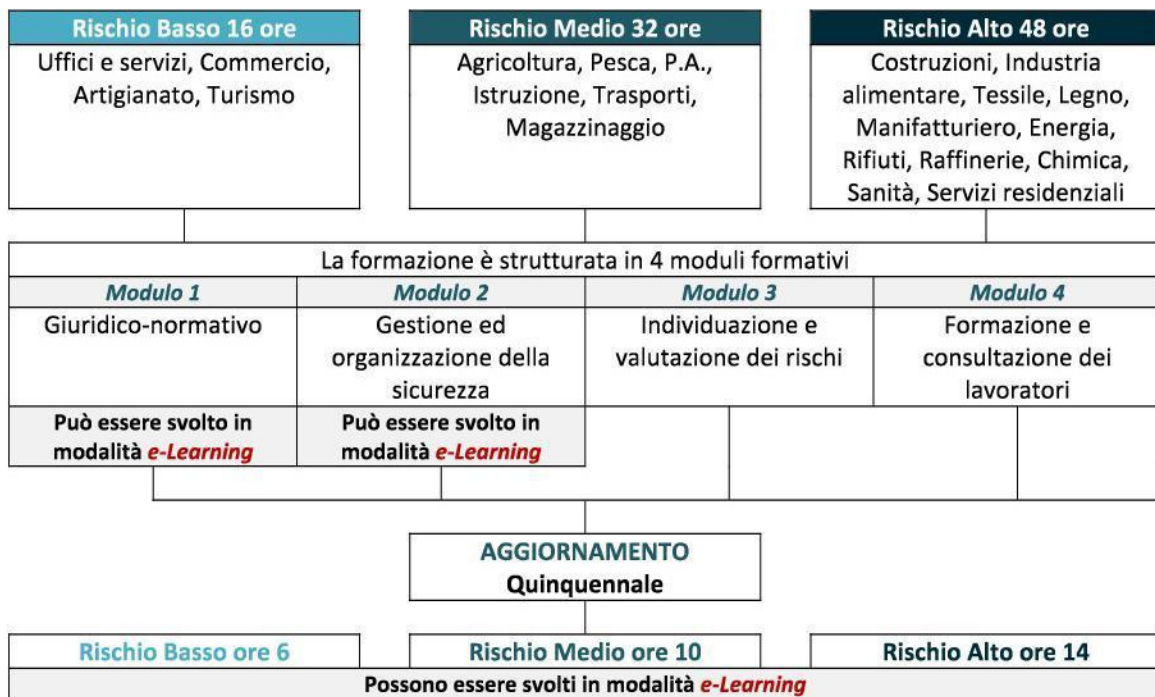 Rischio Basso 16 ore
Uffici e servizi, Commercio,
Artigianato, Turismo
Rischio Medio 32 ore
Agricoltura, Pesca, P.A.,
Istruzione, Trasporti,
Magazzinaggio
Rischio Alto 48 ore
Costruzioni, Industria
alimentare, Tessile, Legno,
Manifatturiero, Energia,
Rifiuti, Raffinerie, Chimica,
Sanità, Servizi residenziali
La formazione è strutturata in 4 moduli formativi
Modulo 1
Giuridico-normativo
Può essere svolto in
modalità e-Learning
Modulo 2
Gestione ed
organizzazione della
sicurezza
Può essere svolto in
modalità e-Learning
Modulo 3
Individuazione e
valutazione dei rischi
Modulo 4
Formazione e
consultazione dei
lavoratori
AGGIORNAMENTO
Quinquennale
Rischio Basso ore 6
Rischio Medio ore 10
Rischio Alto ore 14
Possono essere svolti in modalità e-Learning